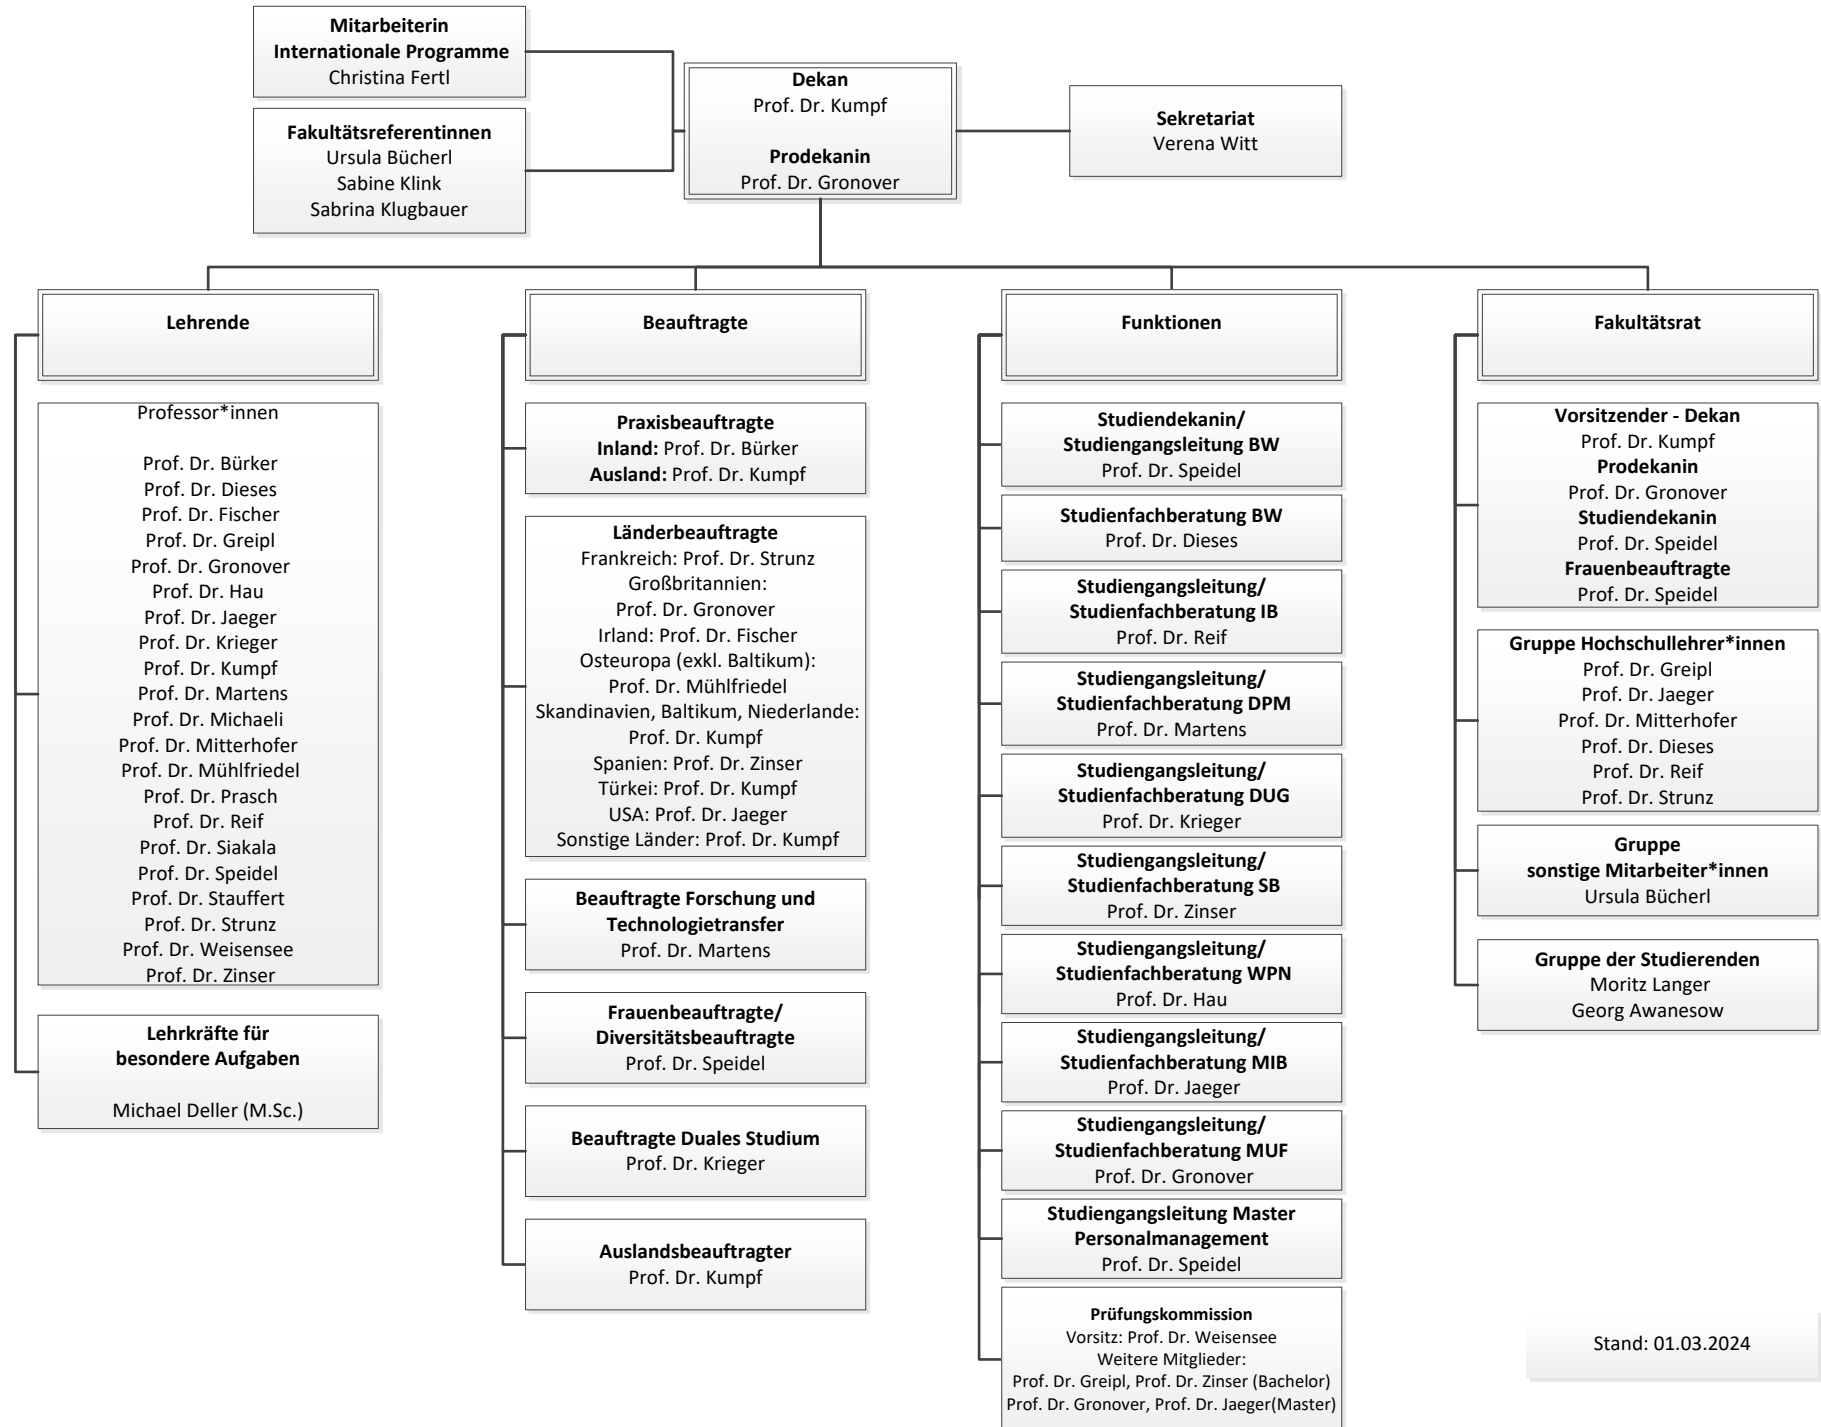 Mitarbeiterin
Internationale Programme
Christina Fertl
Fakultätsreferentinnen
Ursula Bücherl
Sabine Klink
Sabrina Klugbauer
Dekan
Prof. Dr. Kumpf
Prodekanin
Prof. Dr. Gronover
Sekretariat
Verena Witt
Lehrende
Professor*innen
Prof. Dr. Bürker
Prof. Dr. Dieses
Prof. Dr. Fischer
Prof. Dr. Greipl
Prof. Dr. Gronover
Prof. Dr. Hau
Prof. Dr. Jaeger
Prof. Dr. Krieger
Prof. Dr. Kumpf
Prof. Dr. Martens
Prof. Dr. Michaeli
Prof. Dr. Mitterhofer
Prof. Dr. Mühlfriedel
Prof. Dr. Prasch
Prof. Dr. Reif
Prof. Dr. Siakala
Prof. Dr. Speidel
Prof. Dr. Stauffert
Prof. Dr. Strunz
Prof. Dr. Weisensee
Prof. Dr. Zinser
Lehrkräfte für
besondere Aufgaben
Michael Deller (M.Sc.)
Beauftragte
Praxisbeauftragte
Inland: Prof. Dr. Bürker
Ausland: Prof. Dr. Kumpf
Länderbeauftragte
Frankreich: Prof. Dr. Strunz
Großbritannien:
Prof. Dr. Gronover
Irland: Prof. Dr. Fischer
Osteuropa (exkl. Baltikum):
Prof. Dr. Mühlfriedel
Skandinavien, Baltikum, Niederlande:
Prof. Dr. Kumpf
Spanien: Prof. Dr. Zinser
Türkei: Prof. Dr. Kumpf
USA: Prof. Dr. Jaeger
Sonstige Länder: Prof. Dr. Kumpf
Beauftragte Forschung und
Technologietransfer
Prof. Dr. Martens
Frauenbeauftragte/
Diversitätsbeauftragte
Prof. Dr. Speidel
Beauftragte Duales Studium
Prof. Dr. Krieger
Auslandsbeauftragter
Prof. Dr. Kumpf
Funktionen
Studiendekanin/
Studiengangsleitung BW
Prof. Dr. Speidel
Studienfachberatung BW
Prof. Dr. Dieses
Studiengangsleitung/
Studienfachberatung IB
Prof. Dr. Reif
Studiengangsleitung/
Studienfachberatung DPM
Prof. Dr. Martens
Studiengangsleitung/
Studienfachberatung DUG
Prof. Dr. Krieger
Studiengangsleitung/
Studienfachberatung SB
Prof. Dr. Zinser
Studiengangsleitung/
Studienfachberatung WPN
Prof. Dr. Hau
Studiengangsleitung/
Studienfachberatung MIB
Prof. Dr. Jaeger
Studiengangsleitung/
Studienfachberatung MUF
Prof. Dr. Gronover
Studiengangsleitung Master
Personalmanagement
Prof. Dr. Speidel
Prüfungskommission
Vorsitz: Prof. Dr. Weisensee
Weitere Mitglieder:
Prof. Dr. Greipl, Prof. Dr. Zinser (Bachelor)
Prof. Dr. Gronover, Prof. Dr. Jaeger(Master)
Fakultätsrat
Vorsitzender - Dekan
Prof. Dr. Kumpf
Prodekanin
Prof. Dr. Gronover
Studiendekanin
Prof. Dr. Speidel
Frauenbeauftragte
Prof. Dr. Speidel
Gruppe Hochschullehrer*innen
Prof. Dr. Greipl
Prof. Dr. Jaeger
Prof. Dr. Mitterhofer
Prof. Dr. Dieses
Prof. Dr. Reif
Prof. Dr. Strunz
Gruppe
sonstige Mitarbeiter*innen
Ursula Bücherl
Gruppe der Studierenden
Moritz Langer
Georg Awanesow
Stand: 01.03.2024